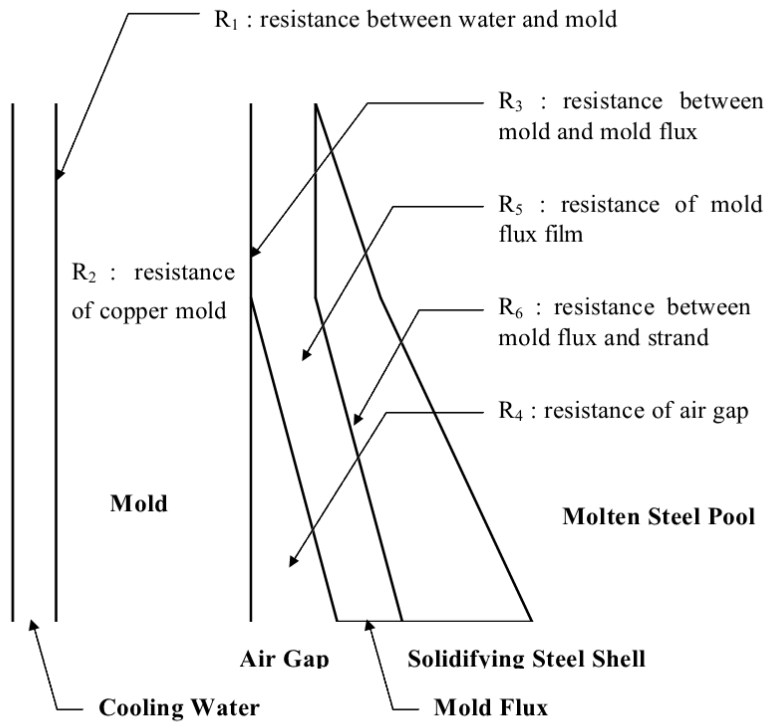 R₁ : resistance between water and mold
R₃ : resistance between
mold and mold flux
R₅ : resistance of mold
flux film
R₂ : resistance
of copper mold
R₆ : resistance between
mold flux and strand
R₄ : resistance of air gap
Mold
Molten Steel Pool
Air Gap
Solidifying Steel Shell
Cooling Water
Mold Flux